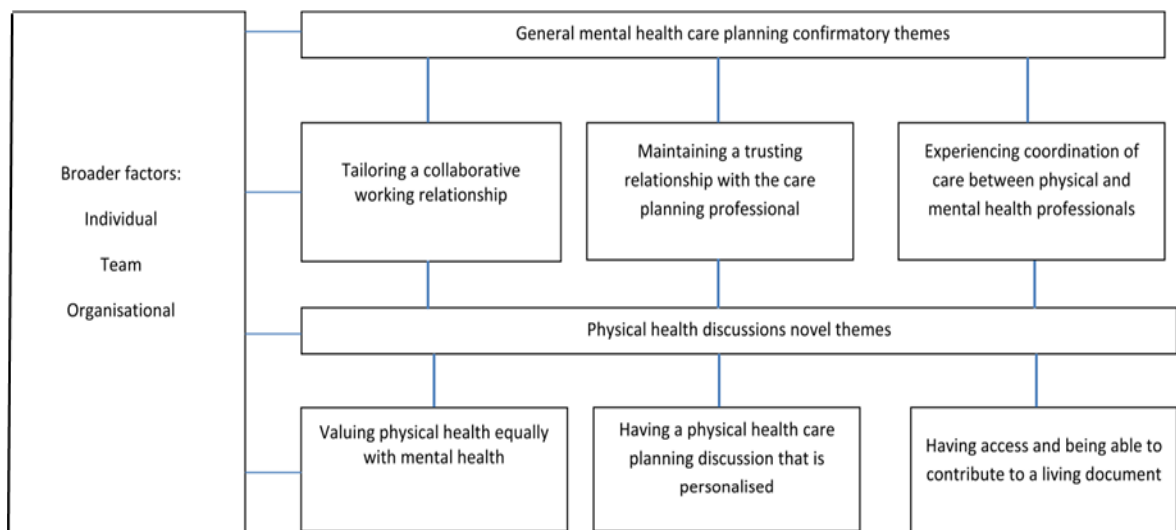 General mental health care planning confirmatory themes
Broader factors:
Individual
Team
Organisational
Tailoring a collaborative
working relationship
Maintaining a trusting
relationship with the care
planning professional
Experiencing coordination of
care between physical and
mental health professionals
Physical health discussions novel themes
Valuing physical health equally
with mental health
Having a physical health care
planning discussion that is
personalised
Having access and being able to
contribute to a living document